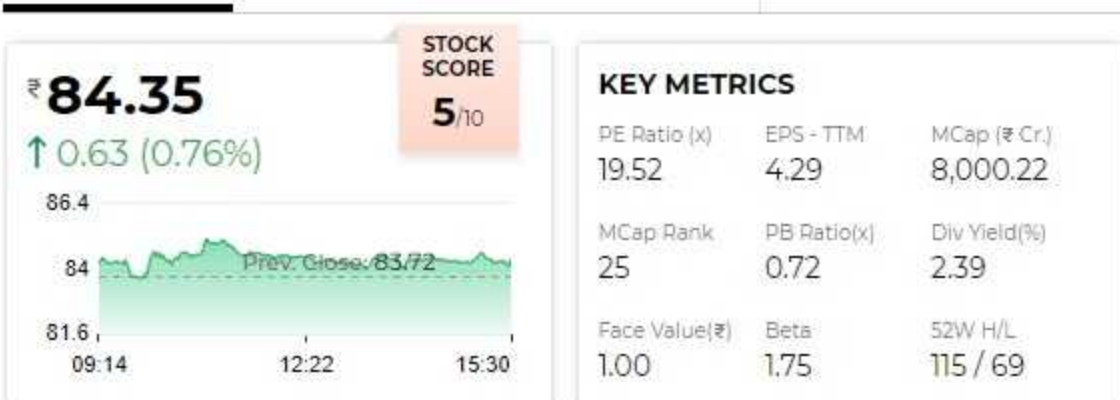 STOCK
SCORE
5/10
₹84.35
↑ 0.63 (0.76%)
86.4
84
81.6
Prev. Close: 83.72
09:14 12:22 15:30
KEY METRICS
PE Ratio (x) EPS - TTM MCap (₹ Cr.)
19.52 4.29 8,000.22
MCap Rank PB Ratio(x) Div Yield(%)
25 0.72 2.39
Face Value(₹) Beta 52W H/L
1.00 1.75 115 / 69